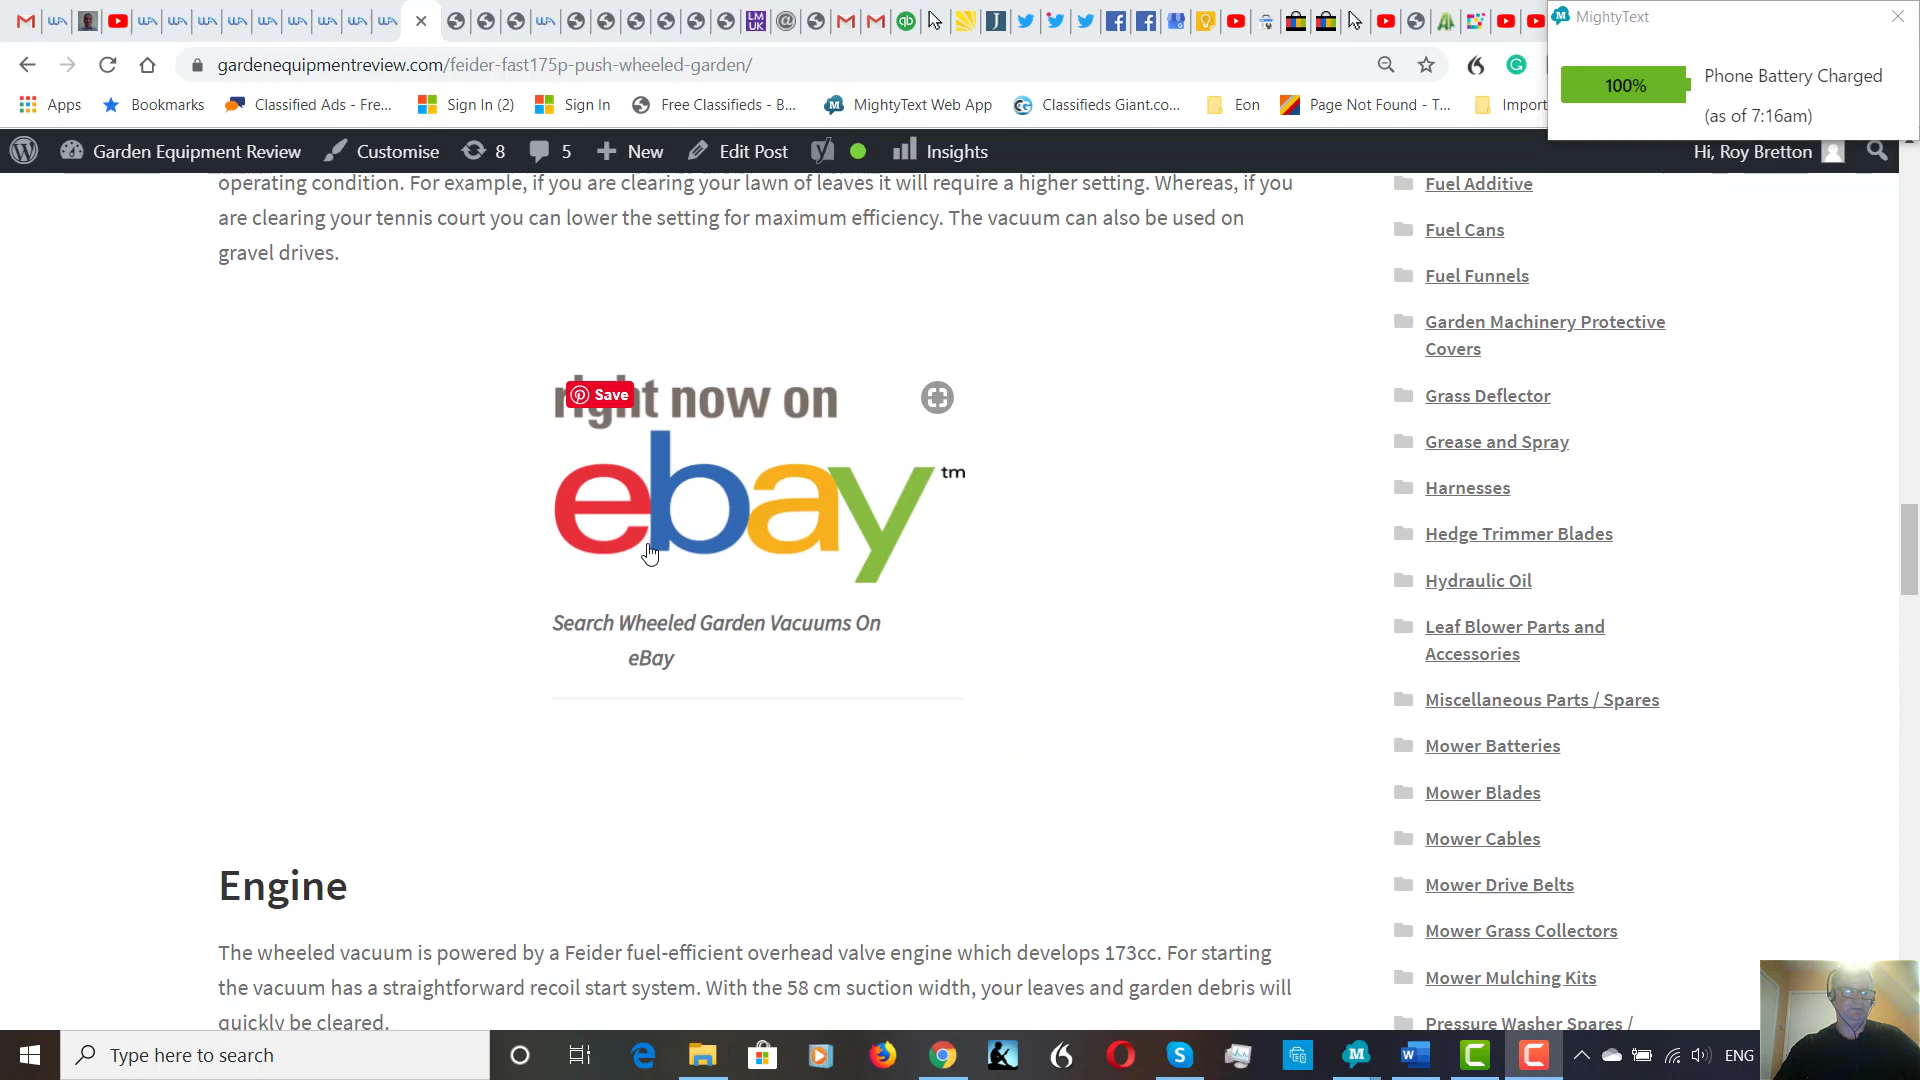 MightyText
100%
Phone Battery Charged
(as of 7:16am)
gardenequipmentreview.com/feider-fast175p-push-wheeled-garden/
Apps
Bookmarks
Classified Ads - Fre...
Sign In (2)
Sign In
Free Classifieds - B...
MightyText Web App
Classifieds Giant.co...
Eon
Page Not Found - T...
Import
Garden Equipment Review
Customise
8
5
New
Edit Post
Insights
Hi, Roy Bretton
operating condition. For example, if you are clearing your lawn of leaves it will require a higher setting. Whereas, if you
are clearing your tennis court you can lower the setting for maximum efficiency. The vacuum can also be used on
gravel drives.
right now on
Save
ebay™
Search Wheeled Garden Vacuums On
eBay
Engine
The wheeled vacuum is powered by a Feider fuel-efficient overhead valve engine which develops 173cc. For starting
the vacuum has a straightforward recoil start system. With the 58 cm suction width, your leaves and garden debris will
quickly be cleared.
Fuel Additive
Fuel Cans
Fuel Funnels
Garden Machinery Protective
Covers
Grass Deflector
Grease and Spray
Harnesses
Hedge Trimmer Blades
Hydraulic Oil
Leaf Blower Parts and
Accessories
Miscellaneous Parts / Spares
Mower Batteries
Mower Blades
Mower Cables
Mower Drive Belts
Mower Grass Collectors
Mower Mulching Kits
Pressure Washer Spares /
Type here to search
ENG